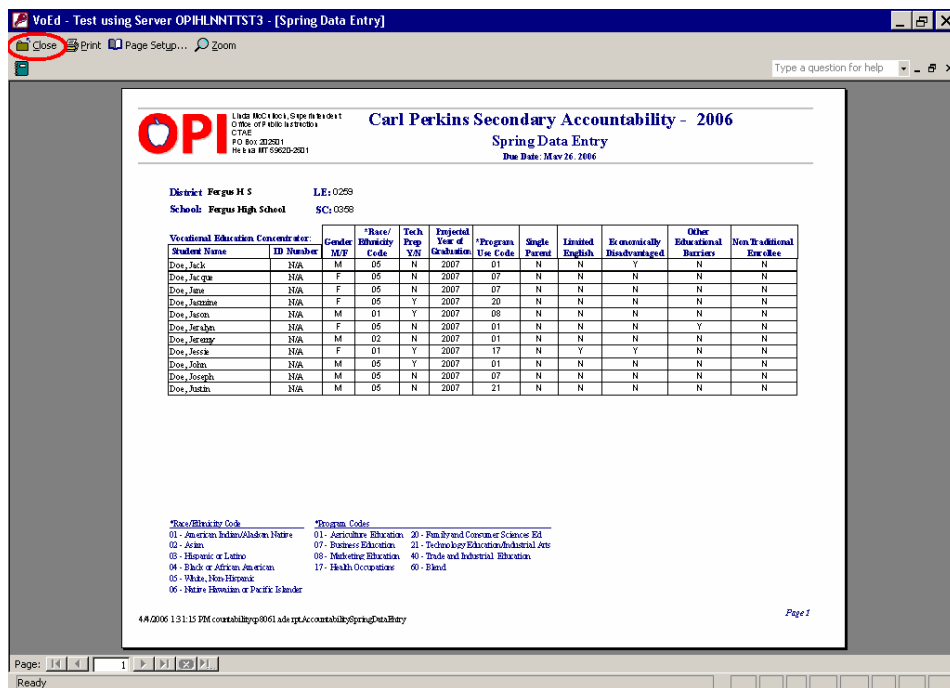 VoEd - Test using Server OPIHLNNTTST3 - [Spring Data Entry]
Close Print Page Setup... Zoom
Type a question for help
OPI
Linda McCulloch, Superintendent
Office of Public Instruction
CTAE
PO Box 202501
Helena MT 59620-2501
Carl Perkins Secondary Accountability - 2006
Spring Data Entry
Due Date: May 26, 2006
District Fergus H S LE: 0259
School: Fergus High School SC: 0358
Vocational Education Concentrator:
Student Name ID Number Gender M/F *Race/ Ethnicity Code Tech Prep Y/N Projected Year of Graduation *Program Use Code Single Parent Limited English Economically Disadvantaged Other Educational Barriers Non Traditional Enrollee
Doe, Jack N/A M 05 N 2007 01 N N Y N N
Doe, Jacque N/A F 05 N 2007 07 N N N N N
Doe, Jane N/A F 05 N 2007 07 N N N N N
Doe, Jasmine N/A F 05 Y 2007 20 N N N N N
Doe, Jason M 01 Y 2007 08 N N N N N
Doe, Jeralyn N/A F 05 N 2007 01 N N N Y N
Doe, Jeremy N/A M 02 N 2007 01 N N N N N
Doe, Jessie N/A F 01 Y 2007 17 N Y Y N N
Doe, John N/A M 05 Y 2007 01 N N N N N
Doe, Joseph N/A M 05 N 2007 07 N N N N N
Doe, Justin N/A M 05 N 2007 21 N N N N N
*Race/Ethnicity Code *Program Codes
01 - American Indian/Alaskan Native 01 - Agriculture Education 20 - Family and Consumer Sciences Ed
02 - Asian 07 - Business Education 21 - Technology Education/Industrial Arts
03 - Hispanic or Latino 08 - Marketing Education 40 - Trade and Industrial Education
04 - Black or African American 17 - Health Occupations 60 - Blend
05 - White, Non-Hispanic
06 - Native Hawaiian or Pacific Islander
4/4/2006 1:31:15 PM countability\cp8061.ade rpt.AccountabilitySpringDataEntry
Page 1
Page: 1
Ready